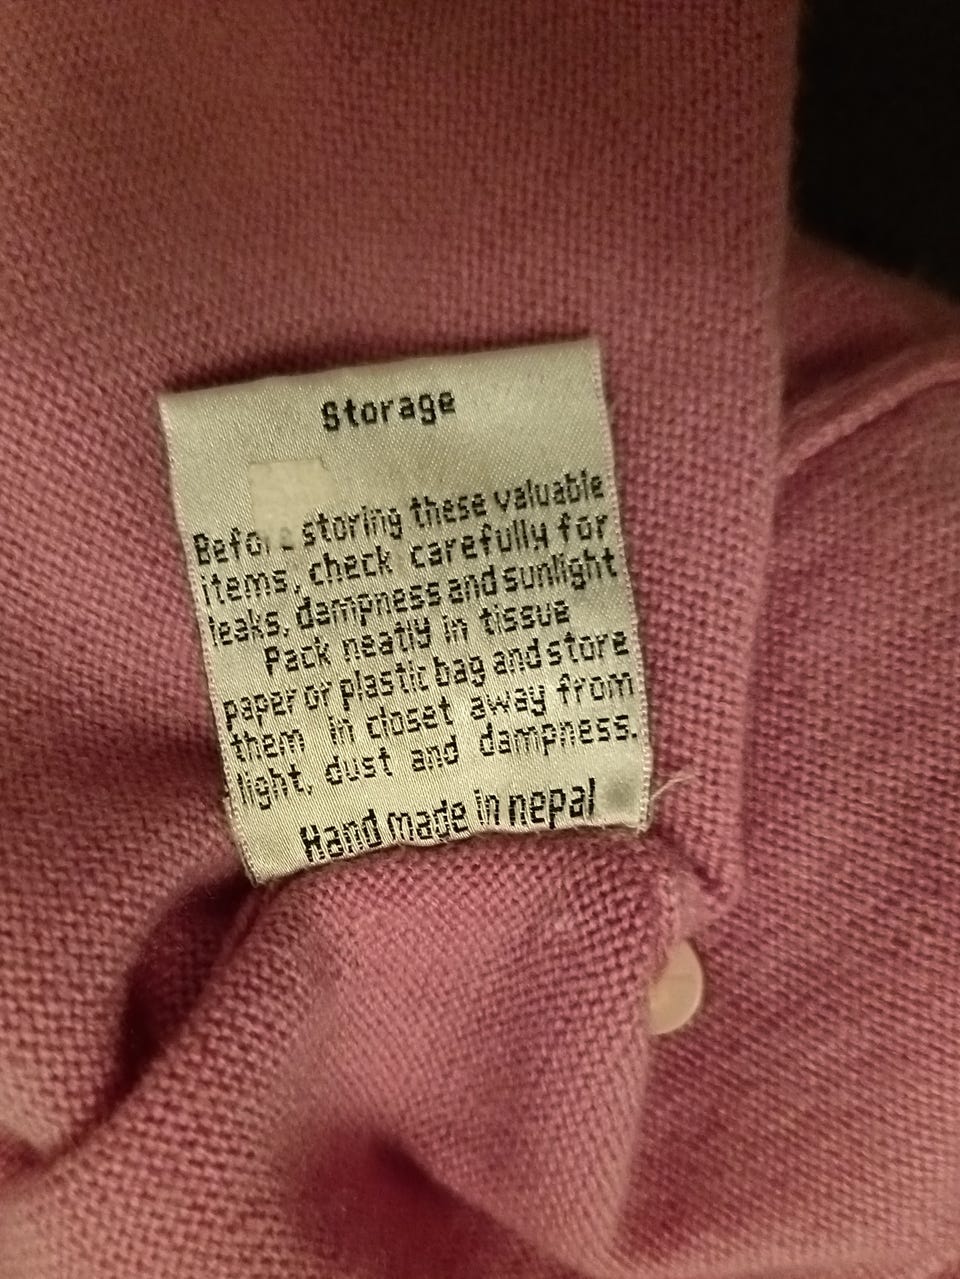 Storage
Before storing these valuable
items, check carefully for
leaks, dampness and sunlight
Pack neatly in tissue
paper or plastic bag and store
them in closet away from
light, dust and dampness.
Hand made in nepal